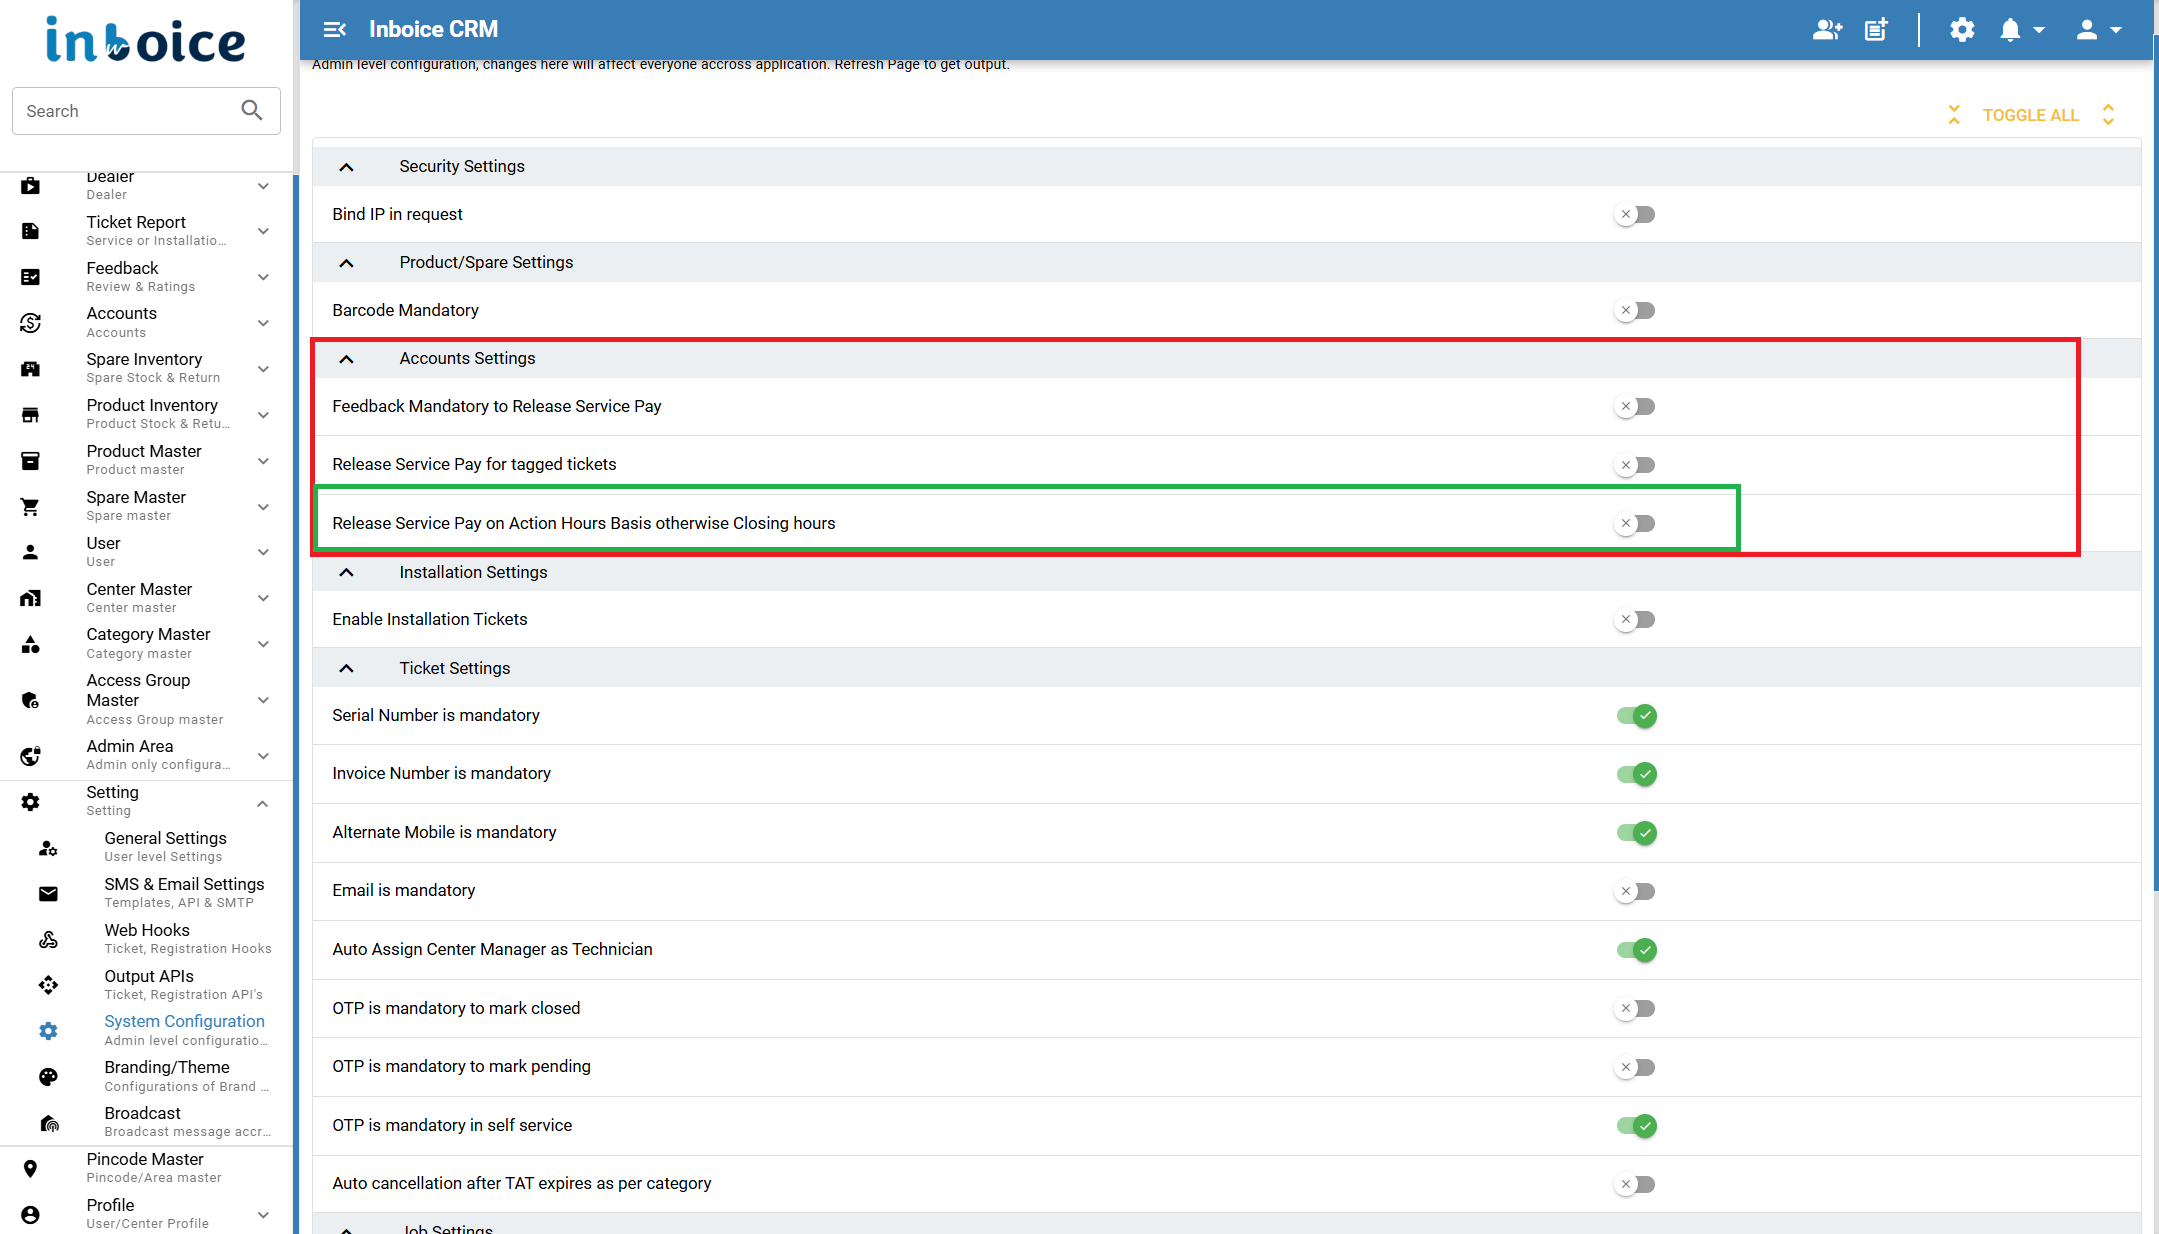 inboice
Search
Dealer
Dealer
Ticket Report
Service or Installatio...
Feedback
Review & Ratings
Accounts
Accounts
Spare Inventory
Spare Stock & Return
Product Inventory
Product Stock & Retu...
Product Master
Product master
Spare Master
Spare master
User
User
Center Master
Center master
Category Master
Category master
Access Group
Master
Access Group master
Admin Area
Admin only configura...
Setting
Setting
General Settings
User level Settings
SMS & Email Settings
Templates, API & SMTP
Web Hooks
Ticket, Registration Hooks
Output APIs
Ticket, Registration API's
System Configuration
Admin level configuratio...
Branding/Theme
Configurations of Brand ...
Broadcast
Broadcast message accr...
Pincode Master
Pincode/Area master
Profile
User/Center Profile
Inboice CRM
Admin level configuration, changes here will affect everyone accross application. Refresh Page to get output.
TOGGLE ALL
Security Settings
Bind IP in request
Product/Spare Settings
Barcode Mandatory
Accounts Settings
Feedback Mandatory to Release Service Pay
Release Service Pay for tagged tickets
Release Service Pay on Action Hours Basis otherwise Closing hours
Installation Settings
Enable Installation Tickets
Ticket Settings
Serial Number is mandatory
Invoice Number is mandatory
Alternate Mobile is mandatory
Email is mandatory
Auto Assign Center Manager as Technician
OTP is mandatory to mark closed
OTP is mandatory to mark pending
OTP is mandatory in self service
Auto cancellation after TAT expires as per category
Job Settings